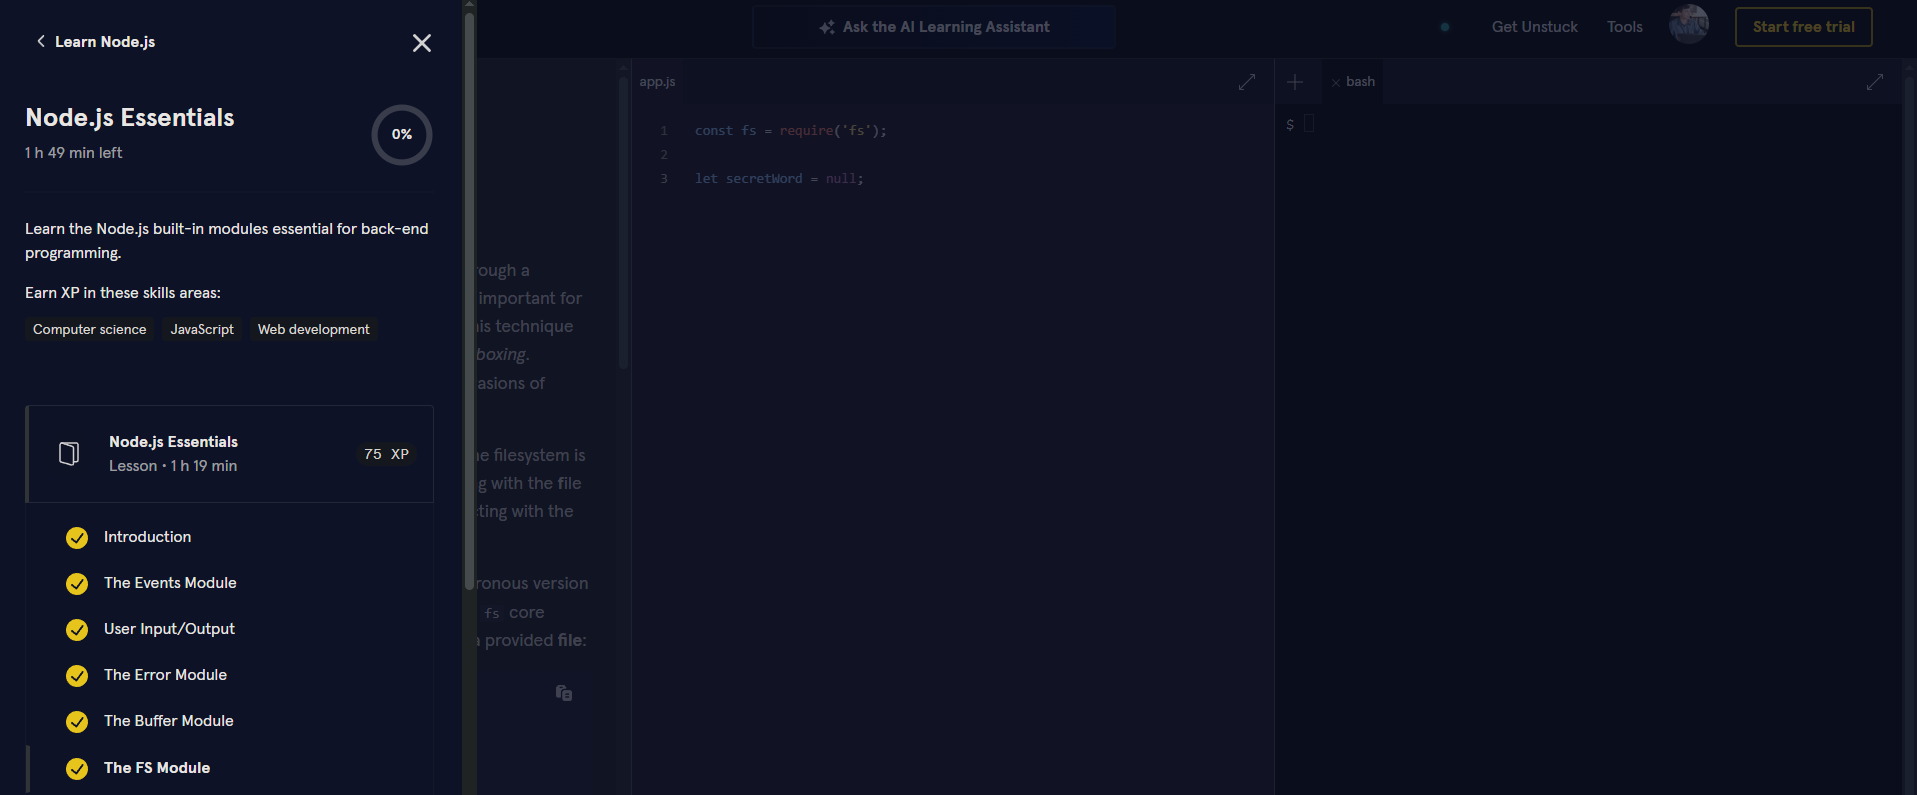 Learn Node.js
Node.js Essentials
0%
1 h 49 min left
Learn the Node.js built-in modules essential for back-end
programming.
Earn XP in these skills areas:
Computer science
JavaScript
Web development
Node.js Essentials
Lesson • 1 h 19 min
75 XP
Introduction
The Events Module
User Input/Output
The Error Module
The Buffer Module
The FS Module
Ask the AI Learning Assistant
Get Unstuck
Tools
Start free trial
rough a
important for
his technique
boxing.
asions of
he filesystem is
g with the file
cting with the
ronous version
fs core
a provided file:
app.js
1 const fs = require('fs');
2
3 let secretWord = null;
bash
$